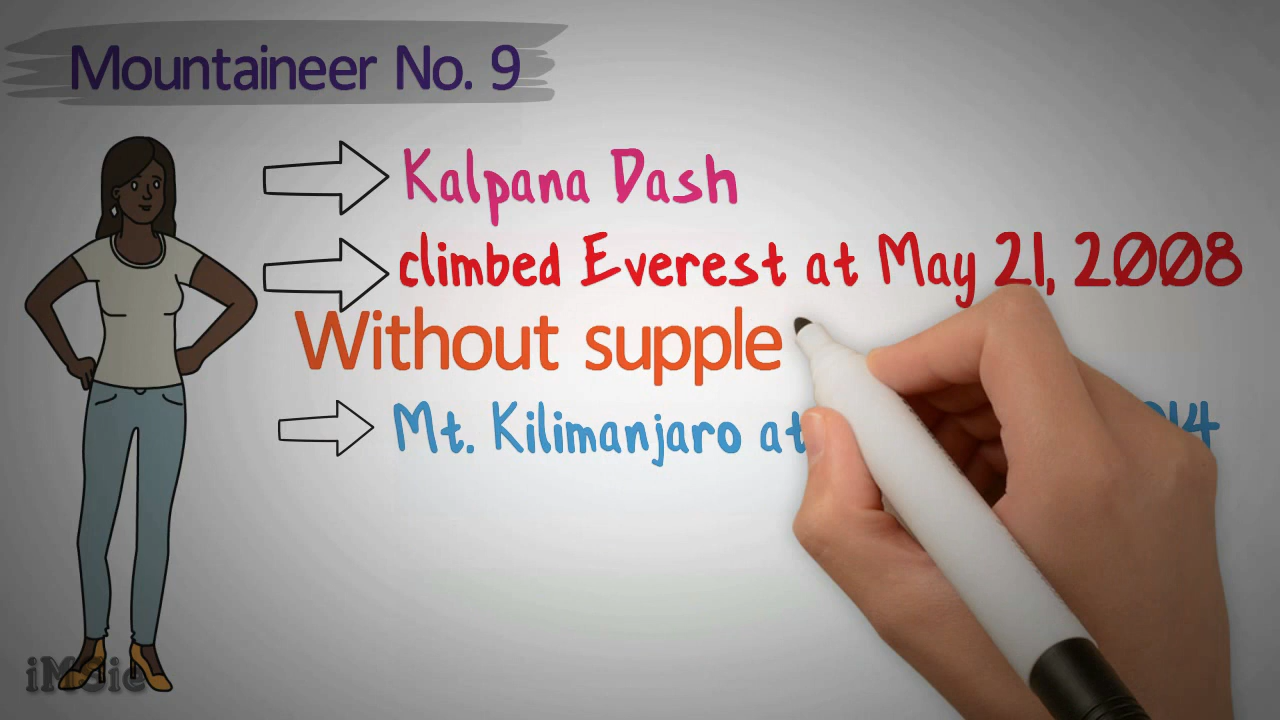 Mountaineer No. 9
Kalpana Dash
climbed Everest at May 21, 2008
Without supple
Mt. Kilimanjaro at